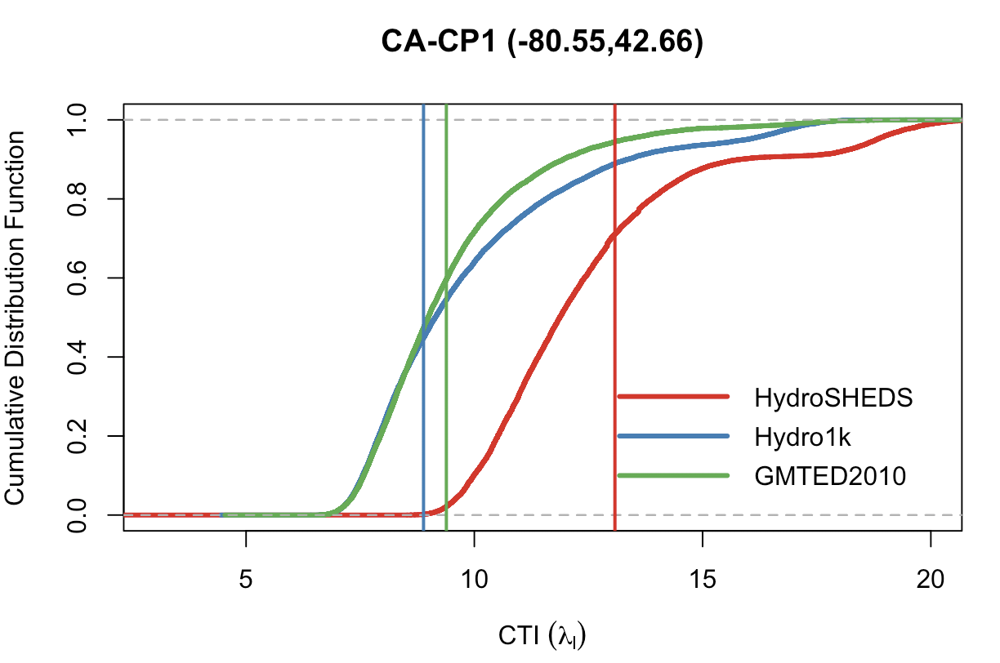 CA-CP1 (-80.55,42.66)
Cumulative Distribution Function
1.0
0.8
0.6
0.4
0.2
0.0
HydroSHEDS
Hydro1k
GMTED2010
5 10 15 20
CTI (λl)